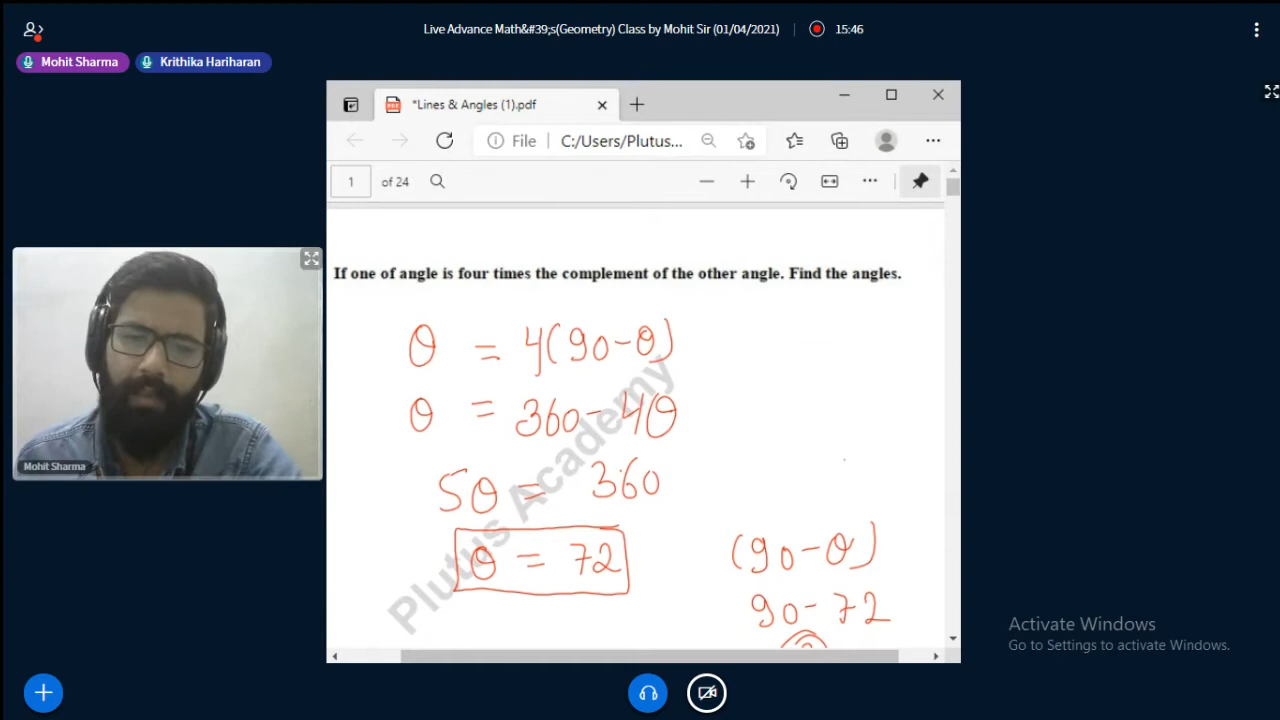 Live Advance Math&#39;s(Geometry) Class by Mohit Sir (01/04/2021)
15:46
Mohit Sharma
Krithika Hariharan
*Lines & Angles (1).pdf
File
C:/Users/Plutus...
1
of 24
If one of angle is four times the complement of the other angle. Find the angles.
θ = 4(90-θ)
θ = 360-4θ
5θ = 360
θ = 72
(90-θ)
90-72
Plutus Academy
Mohit Sharma
Activate Windows
Go to Settings to activate Windows.